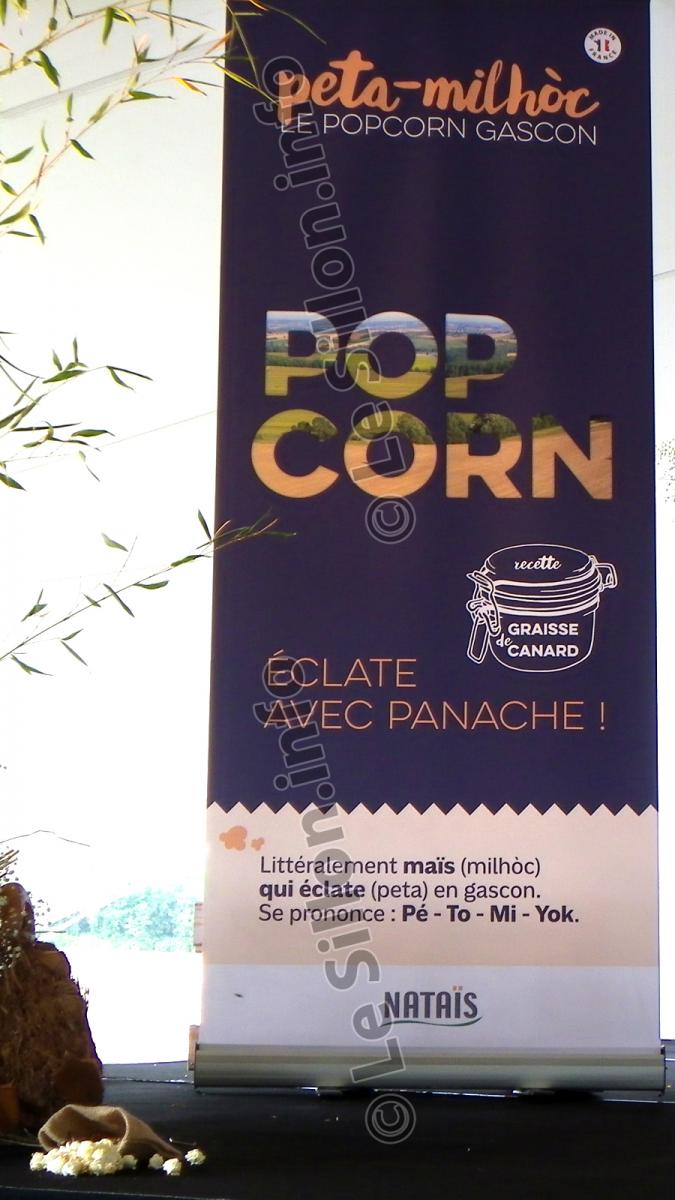 MADE IN
FRANCE
peta-milhòc
LE POPCORN GASCON
POP
CORN
recette
GRAISSE
de
CANARD
ÉCLATE
AVEC PANACHE !
Littéralement maïs (milhòc)
qui éclate (peta) en gascon.
Se prononce : Pé - To - Mi - Yok.
NATAÏS
© Le Sillon.info
© Le Sillon.info